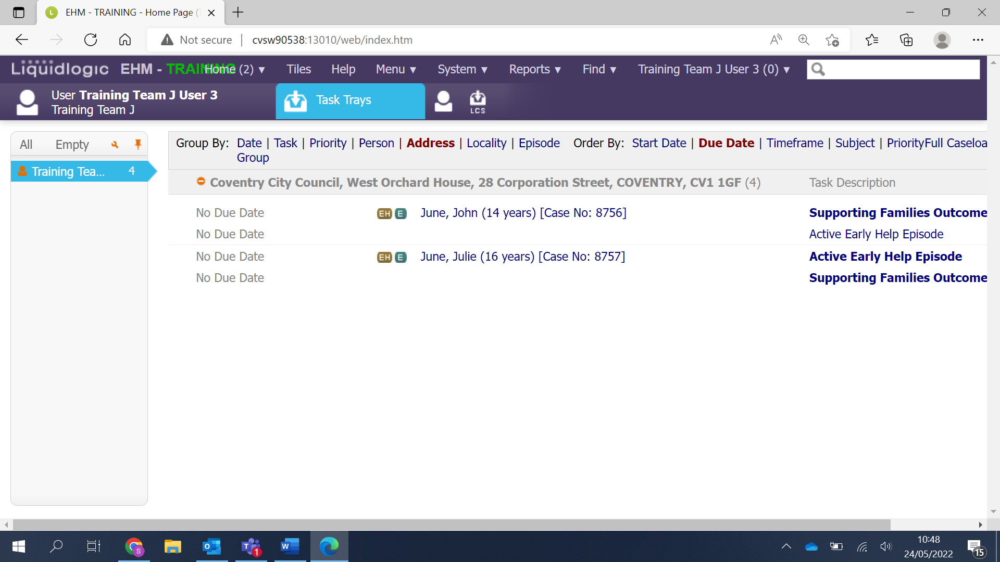 EHM - TRAINING - Home Page (
Not secure cvsw90538:13010/web/index.htm
Liquidlogic EHM - TRAINING Home (2) ▼ Tiles Help Menu ▼ System ▼ Reports ▼ Find ▼ Training Team J User 3 (0) ▼
User Training Team J User 3
Training Team J
Task Trays
LCS
All Empty
Training Tea... 4
Group By: Date | Task | Priority | Person | Address | Locality | Episode Order By: Start Date | Due Date | Timeframe | Subject | PriorityFull Caseloa
Group
Coventry City Council, West Orchard House, 28 Corporation Street, COVENTRY, CV1 1GF (4) Task Description
No Due Date EH E June, John (14 years) [Case No: 8756] Supporting Families Outcome
No Due Date Active Early Help Episode
No Due Date EH E June, Julie (16 years) [Case No: 8757] Active Early Help Episode
No Due Date Supporting Families Outcome
10:48
24/05/2022
15